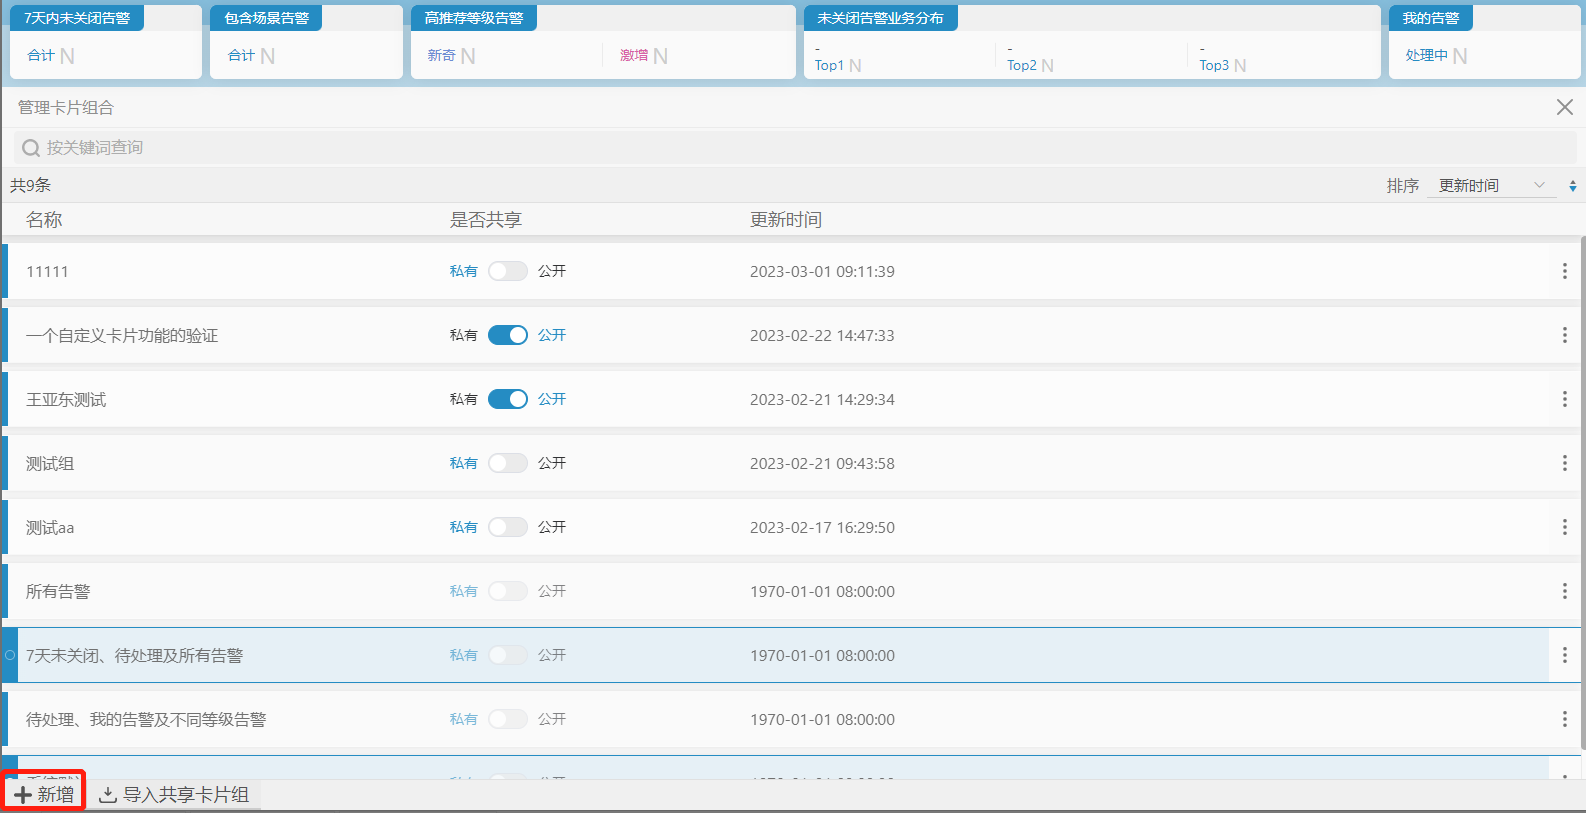 7天内未关闭告警
合计 N
包含场景告警
合计 N
高推荐等级告警
新奇 N
激增 N
未关闭告警业务分布
-
Top1 N
-
Top2 N
-
Top3 N
我的告警
处理中 N
管理卡片组合
按关键词查询
共9条
排序 更新时间
名称 是否共享 更新时间
11111 私有 公开 2023-03-01 09:11:39
一个自定义卡片功能的验证 私有 公开 2023-02-22 14:47:33
王亚东测试 私有 公开 2023-02-21 14:29:34
测试组 私有 公开 2023-02-21 09:43:58
测试aa 私有 公开 2023-02-17 16:29:50
所有告警 私有 公开 1970-01-01 08:00:00
7天未关闭、待处理及所有告警 私有 公开 1970-01-01 08:00:00
待处理、我的告警及不同等级告警 私有 公开 1970-01-01 08:00:00
新增 导入共享卡片组